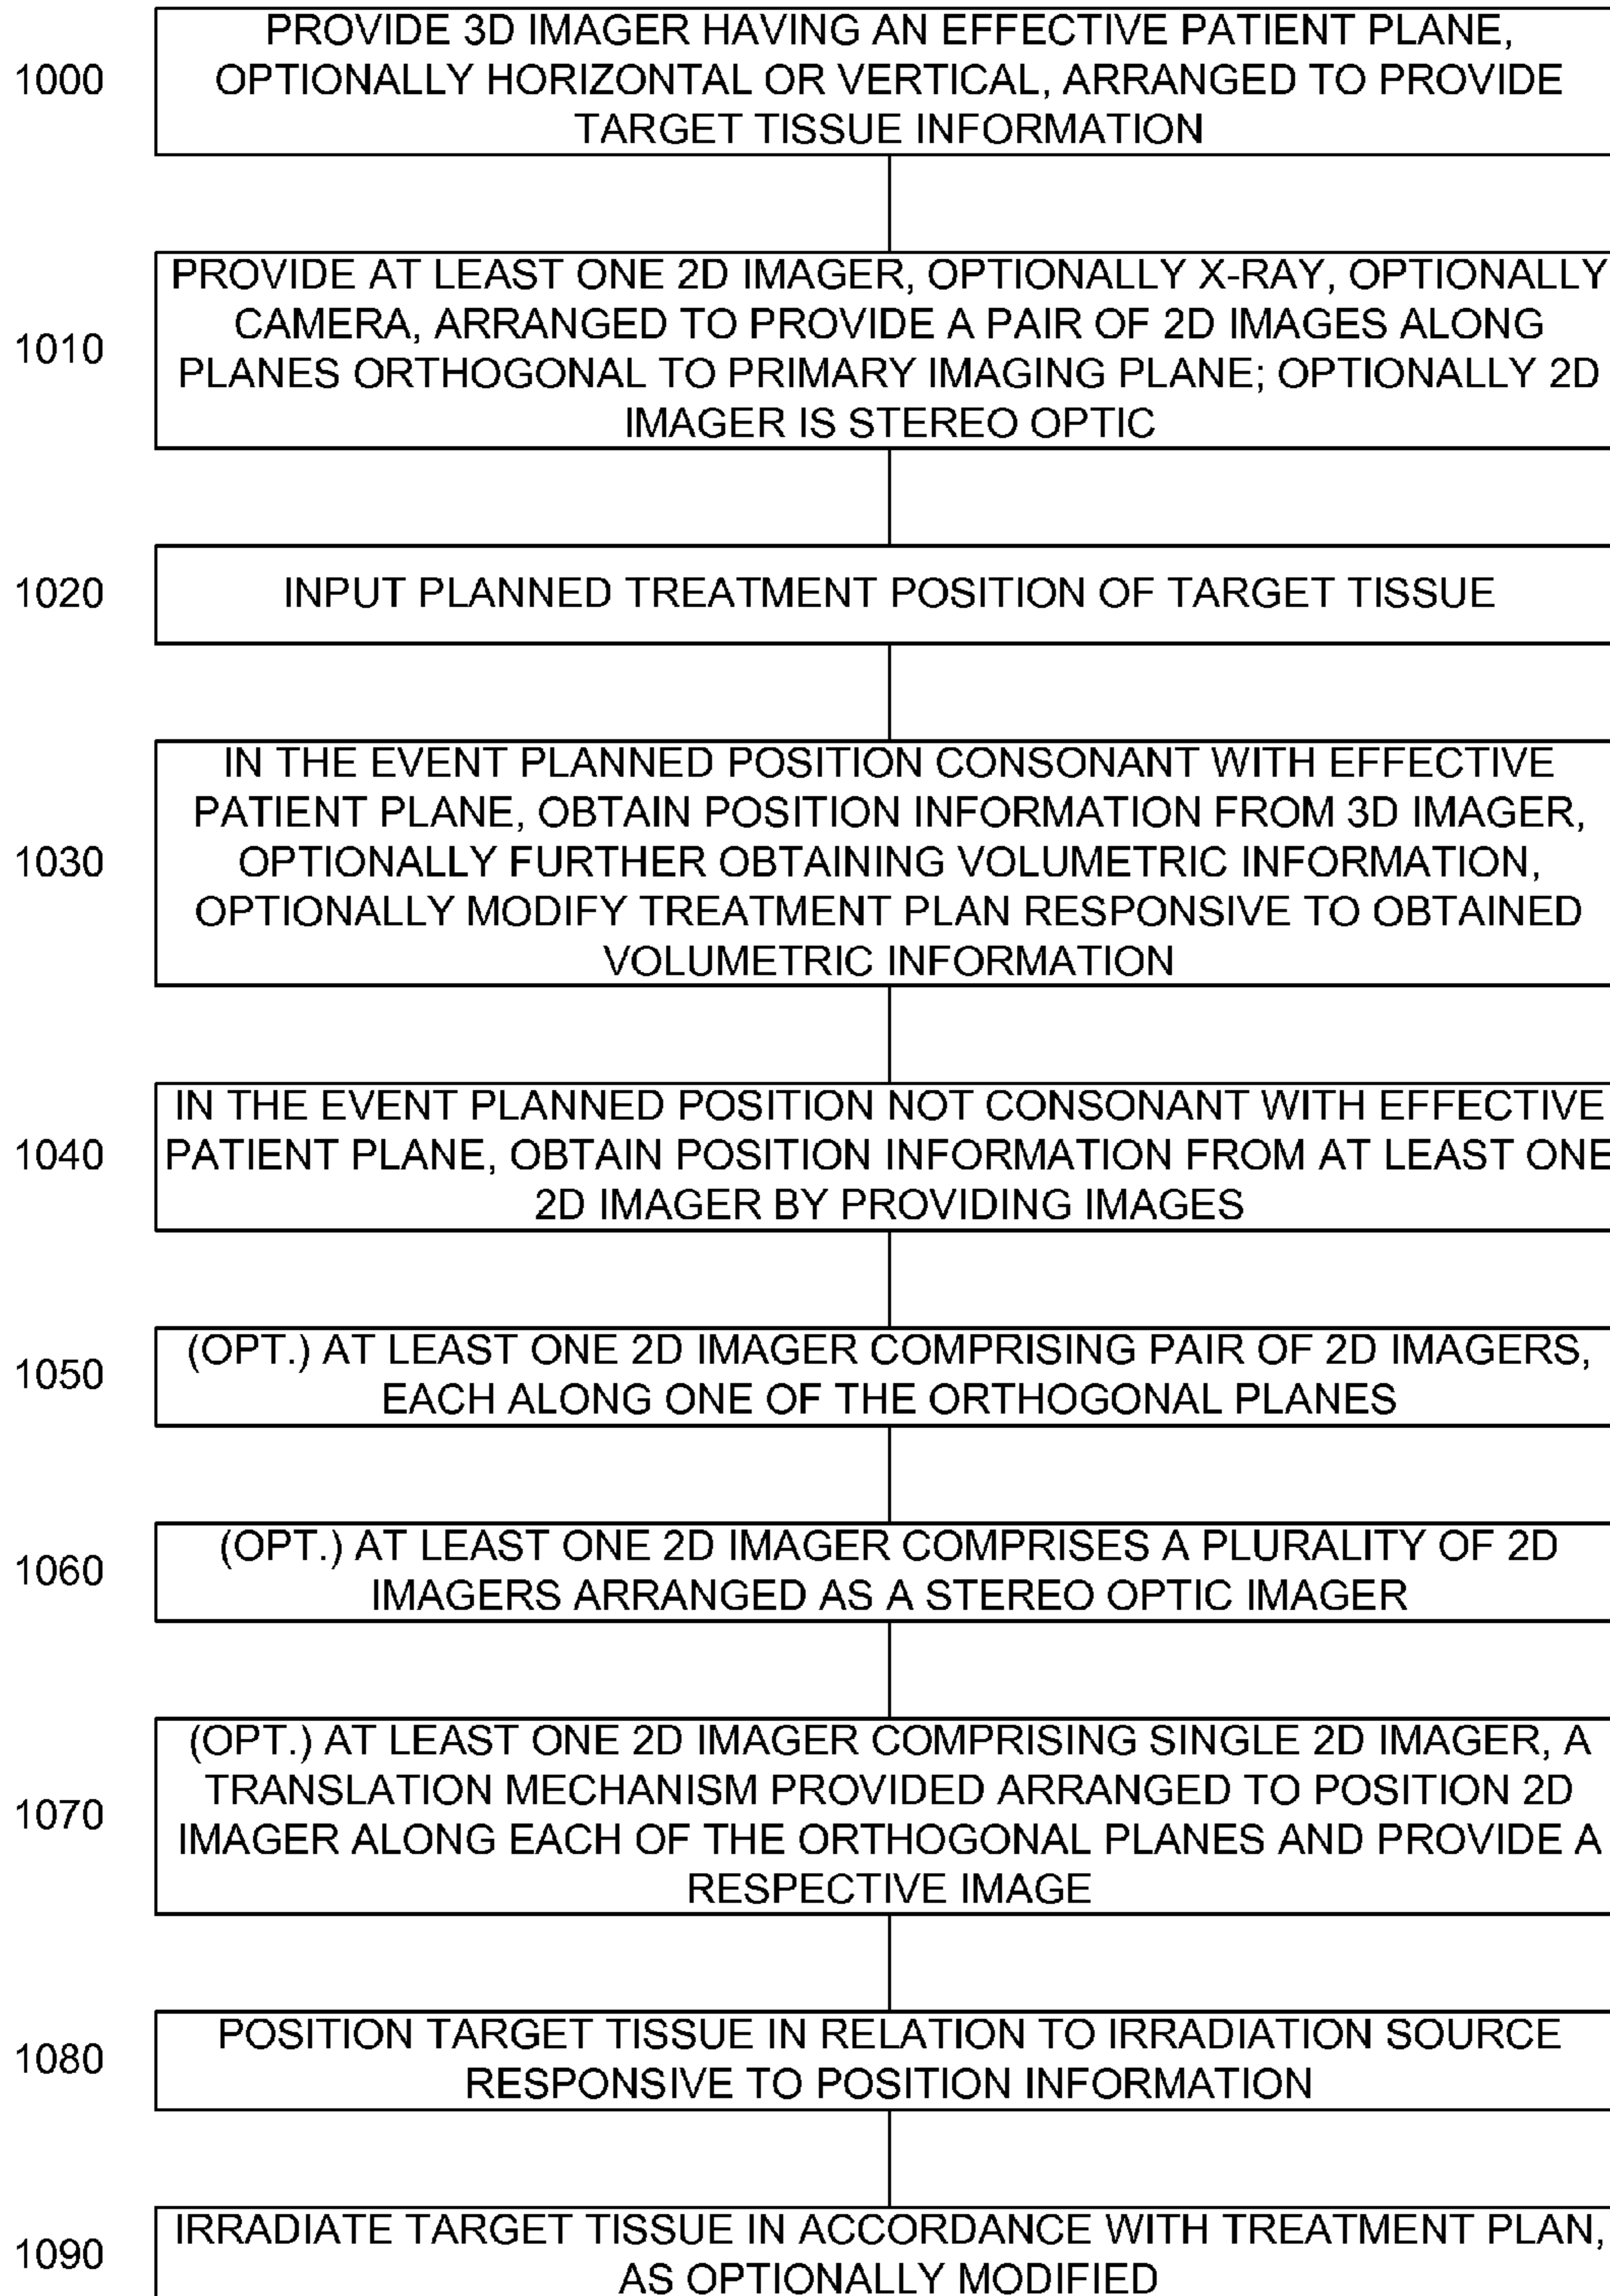 1000
PROVIDE 3D IMAGER HAVING AN EFFECTIVE PATIENT PLANE,
OPTIONALLY HORIZONTAL OR VERTICAL, ARRANGED TO PROVIDE
TARGET TISSUE INFORMATION
1010
PROVIDE AT LEAST ONE 2D IMAGER, OPTIONALLY X-RAY, OPTIONALLY
CAMERA, ARRANGED TO PROVIDE A PAIR OF 2D IMAGES ALONG
PLANES ORTHOGONAL TO PRIMARY IMAGING PLANE; OPTIONALLY 2D
IMAGER IS STEREO OPTIC
1020
INPUT PLANNED TREATMENT POSITION OF TARGET TISSUE
1030
IN THE EVENT PLANNED POSITION CONSONANT WITH EFFECTIVE
PATIENT PLANE, OBTAIN POSITION INFORMATION FROM 3D IMAGER,
OPTIONALLY FURTHER OBTAINING VOLUMETRIC INFORMATION,
OPTIONALLY MODIFY TREATMENT PLAN RESPONSIVE TO OBTAINED
VOLUMETRIC INFORMATION
1040
IN THE EVENT PLANNED POSITION NOT CONSONANT WITH EFFECTIVE
PATIENT PLANE, OBTAIN POSITION INFORMATION FROM AT LEAST ONE
2D IMAGER BY PROVIDING IMAGES
1050
(OPT.) AT LEAST ONE 2D IMAGER COMPRISING PAIR OF 2D IMAGERS,
EACH ALONG ONE OF THE ORTHOGONAL PLANES
1060
(OPT.) AT LEAST ONE 2D IMAGER COMPRISES A PLURALITY OF 2D
IMAGERS ARRANGED AS A STEREO OPTIC IMAGER
1070
(OPT.) AT LEAST ONE 2D IMAGER COMPRISING SINGLE 2D IMAGER, A
TRANSLATION MECHANISM PROVIDED ARRANGED TO POSITION 2D
IMAGER ALONG EACH OF THE ORTHOGONAL PLANES AND PROVIDE A
RESPECTIVE IMAGE
1080
POSITION TARGET TISSUE IN RELATION TO IRRADIATION SOURCE
RESPONSIVE TO POSITION INFORMATION
1090
IRRADIATE TARGET TISSUE IN ACCORDANCE WITH TREATMENT PLAN,
AS OPTIONALLY MODIFIED